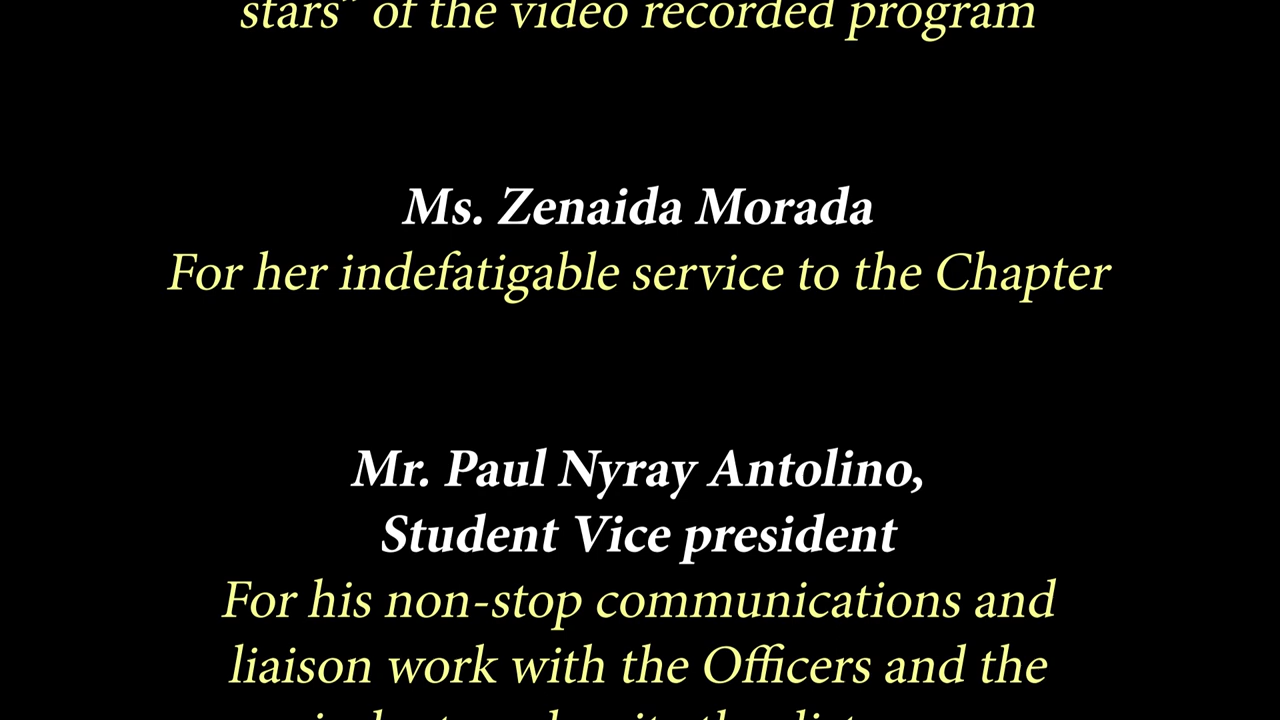 stars” of the video recorded program
Ms. Zenaida Morada
For her indefatigable service to the Chapter
Mr. Paul Nyray Antolino,
Student Vice president
For his non-stop communications and
liaison work with the Officers and the